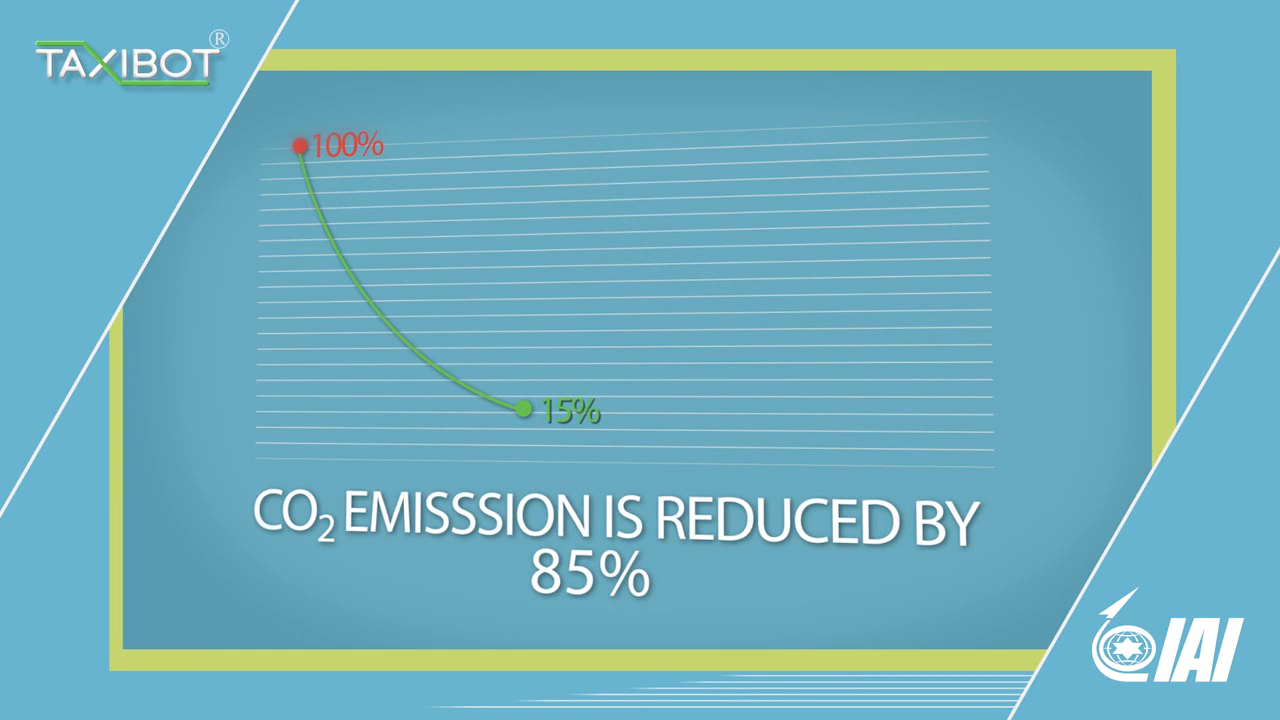 TAXIBOT®
100%
15%
CO₂ EMISSSION IS REDUCED BY
85%
IAI